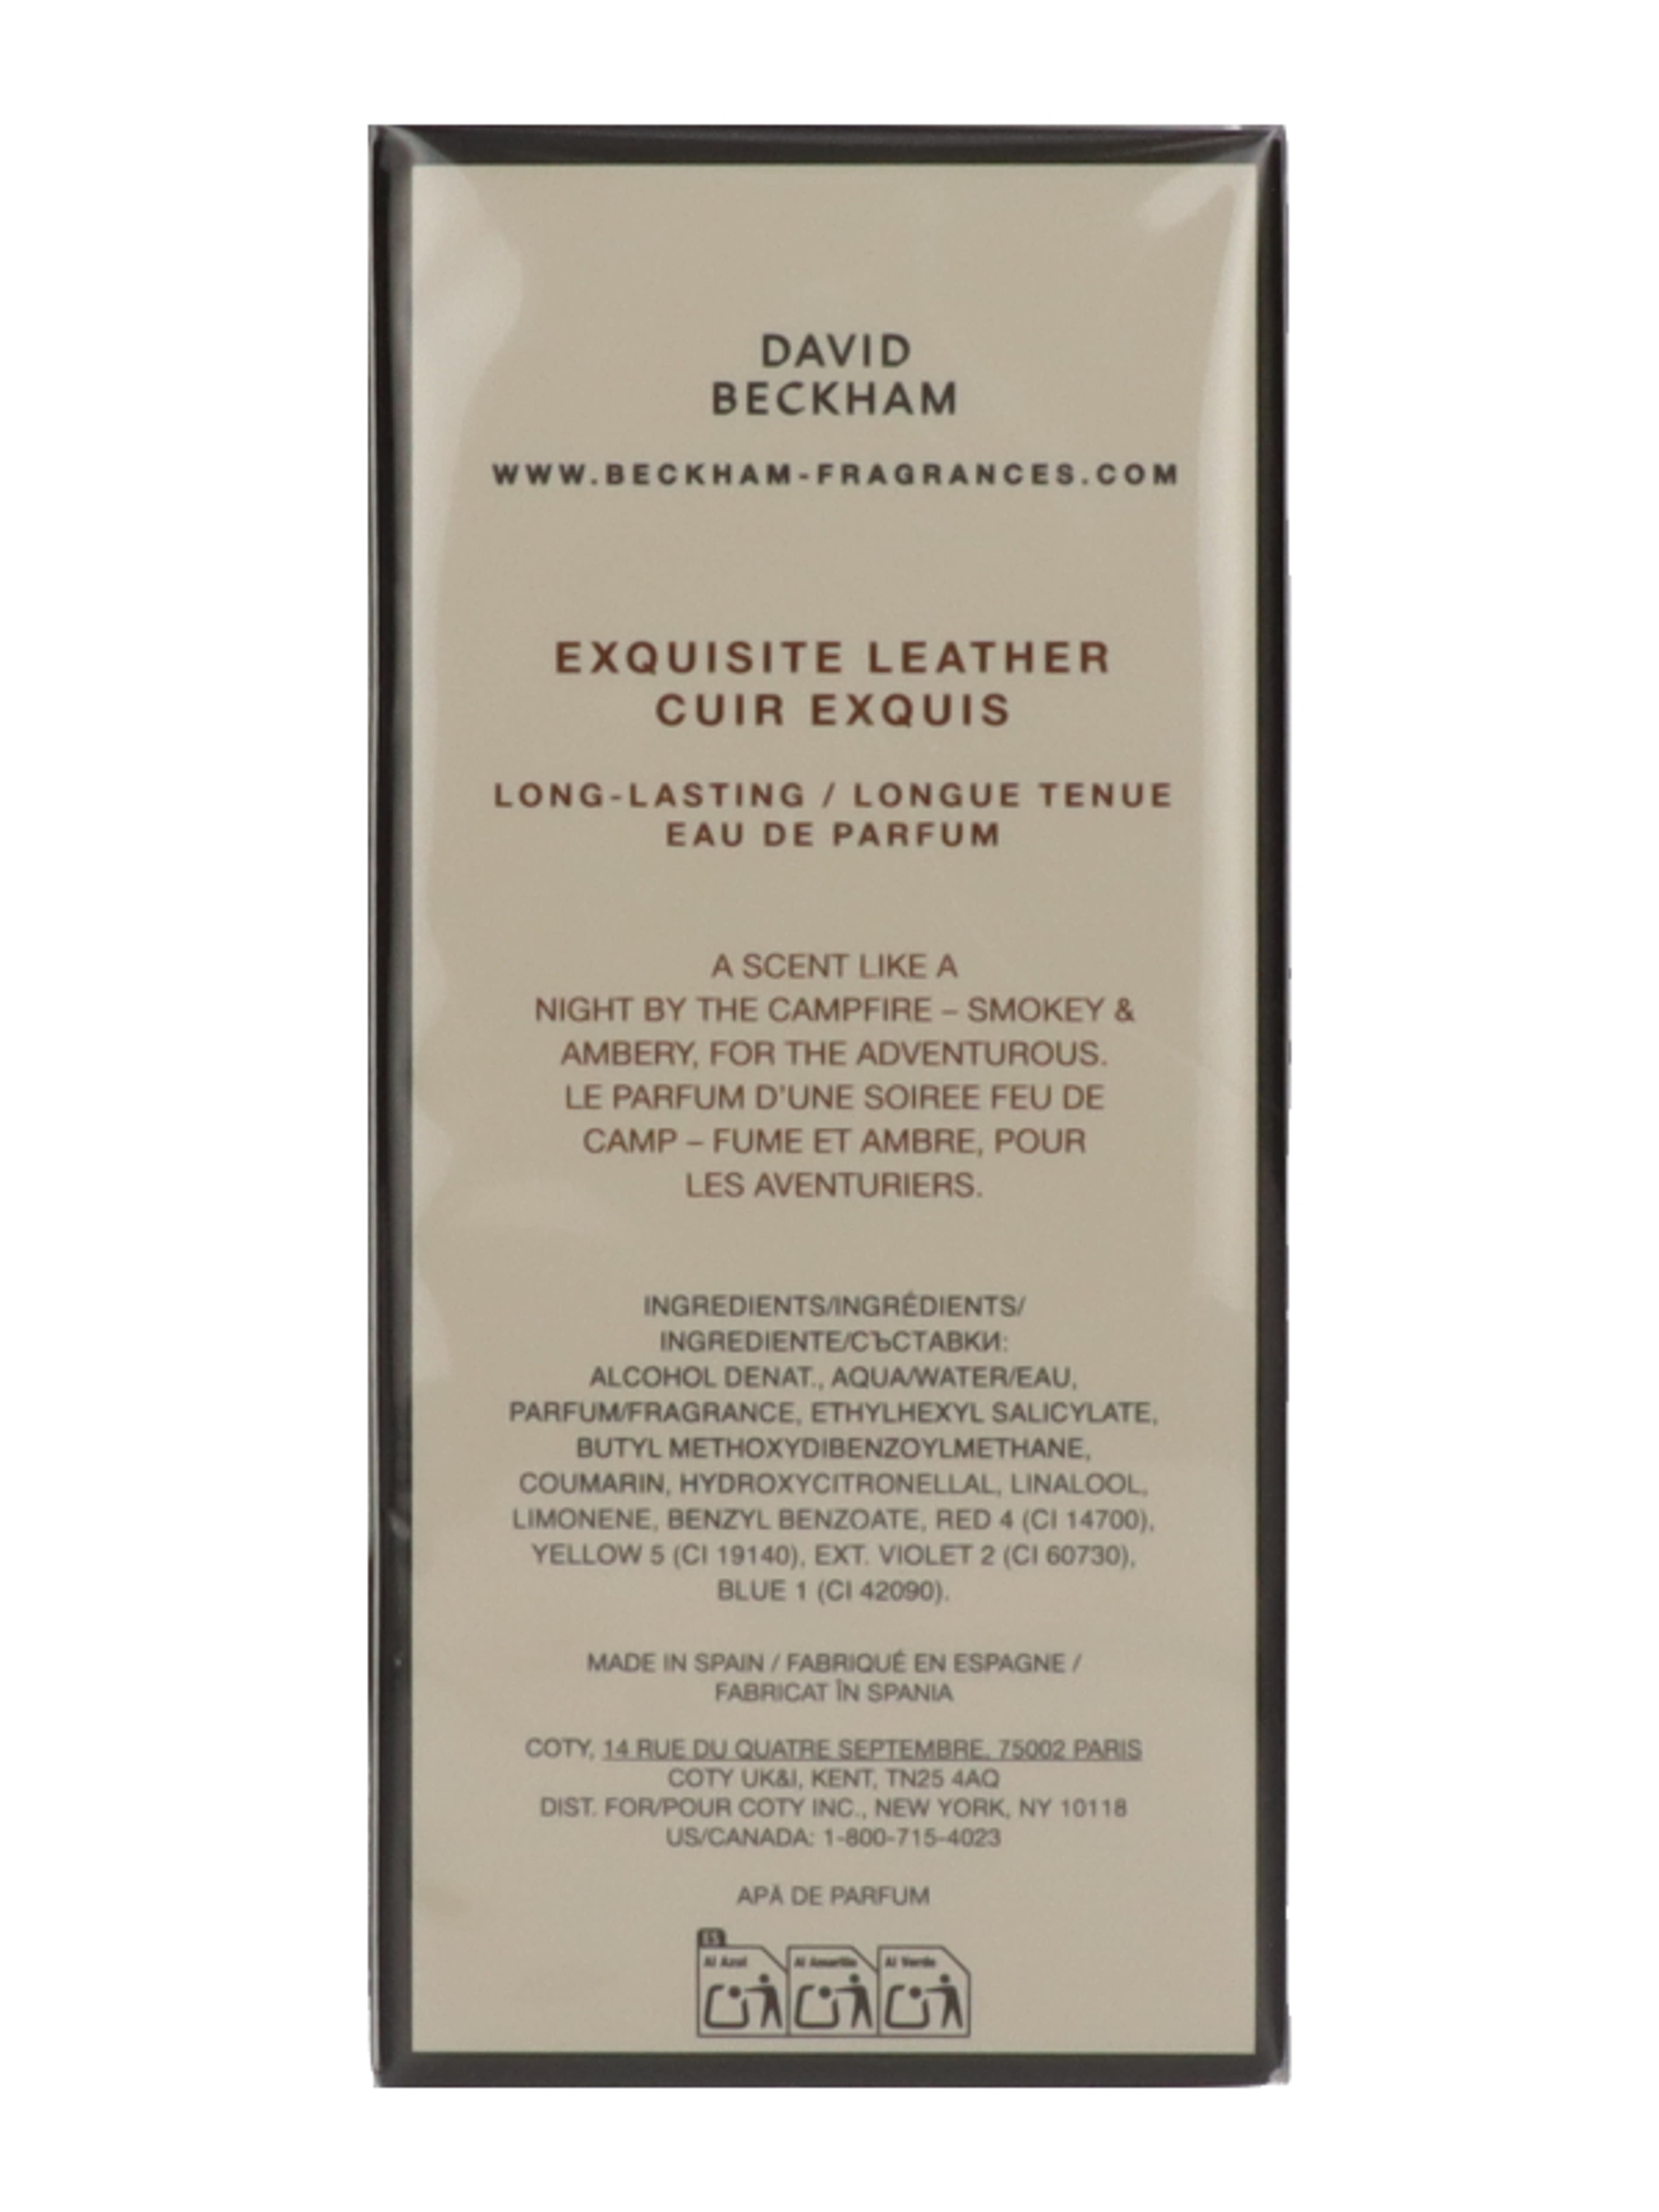 DAVID
BECKHAM
WWW.BECKHAM-FRAGRANCES.COM
EXQUISITE LEATHER
CUIR EXQUIS
LONG-LASTING / LONGUE TENUE
EAU DE PARFUM
A SCENT LIKE A
NIGHT BY THE CAMPFIRE – SMOKEY &
AMBERY, FOR THE ADVENTUROUS.
LE PARFUM D'UNE SOIREE FEU DE
CAMP – FUME ET AMBRE, POUR
LES AVENTURIERS.
INGREDIENTS/INGRÉDIENTS/
INGREDIENTE/СЪСТАВКИ:
ALCOHOL DENAT., AQUA/WATER/EAU,
PARFUM/FRAGRANCE, ETHYLHEXYL SALICYLATE,
BUTYL METHOXYDIBENZOYLMETHANE,
COUMARIN, HYDROXYCITRONELLAL, LINALOOL,
LIMONENE, BENZYL BENZOATE, RED 4 (CI 14700),
YELLOW 5 (CI 19140), EXT. VIOLET 2 (CI 60730),
BLUE 1 (CI 42090).
MADE IN SPAIN / FABRIQUÉ EN ESPAGNE /
FABRICAT ÎN SPANIA
COTY, 14 RUE DU QUATRE SEPTEMBRE, 75002 PARIS
COTY UK&I, KENT, TN25 4AQ
DIST. FOR/POUR COTY INC., NEW YORK, NY 10118
US/CANADA: 1-800-715-4023
APĂ DE PARFUM
ES
Al Azul Al Amarillo Al Verde